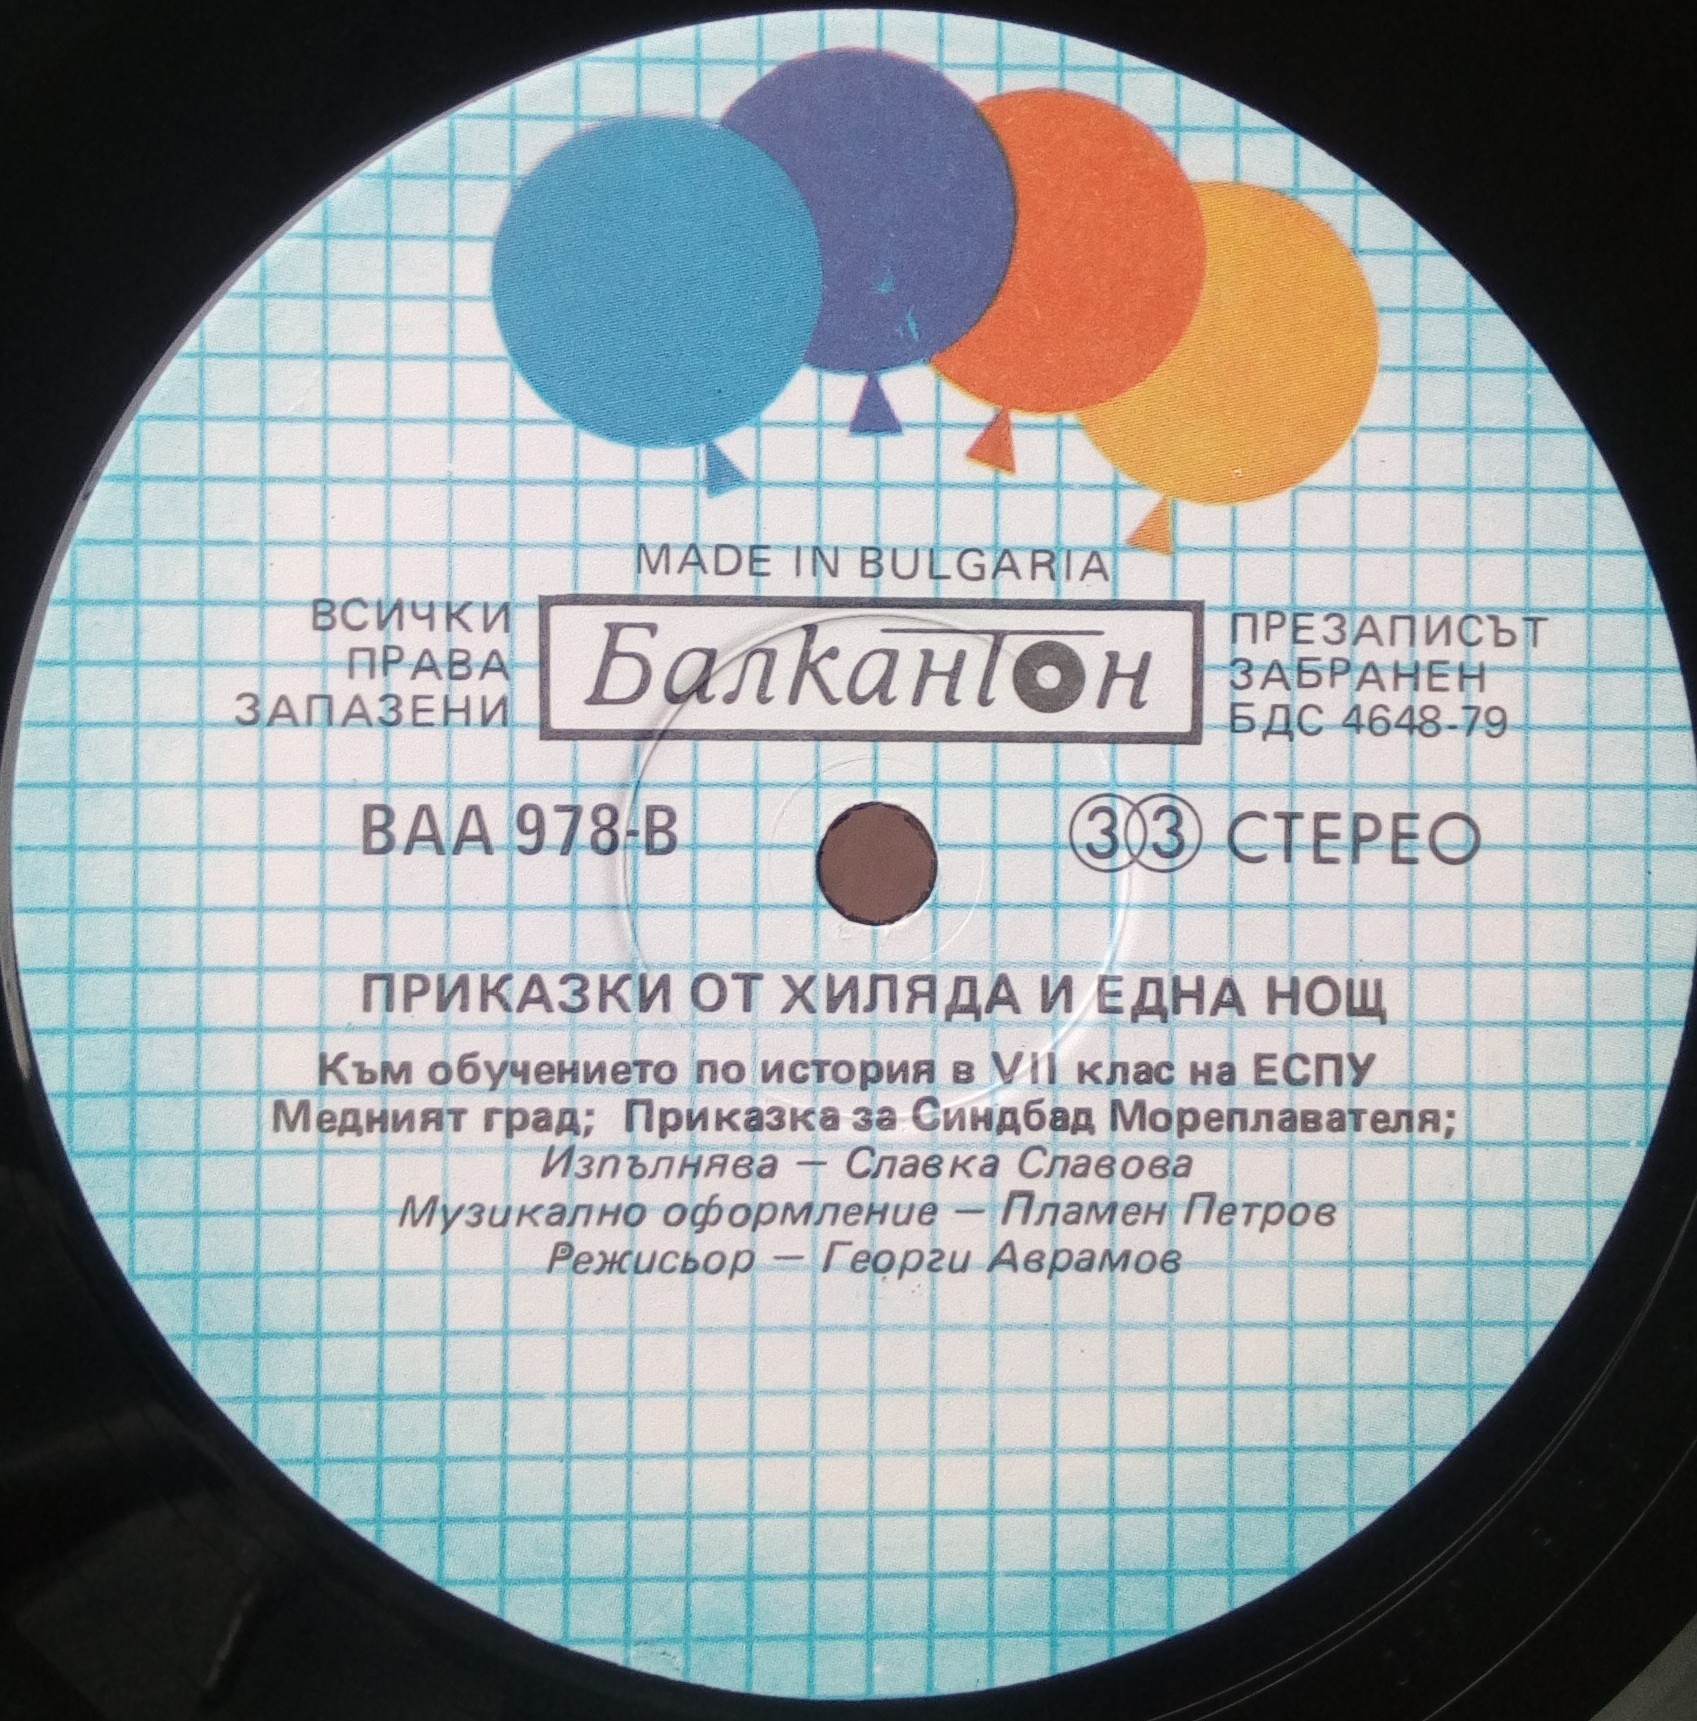 MADE IN BULGARIA
ВСИЧКИ
ПРАВА
ЗАПАЗЕНИ
Балкантон
ПРЕЗАПИСЪТ
ЗАБРАНЕН
БДС 4648-79
ВАА 978-В
33 СТЕРЕО
ПРИКАЗКИ ОТ ХИЛЯДА И ЕДНА НОЩ
Към обучението по история в VII клас на ЕСПУ
Медният град; Приказка за Синдбад Мореплавателя;
Изпълнява — Славка Славова
Музикално оформление — Пламен Петров
Режисьор — Георги Аврамов